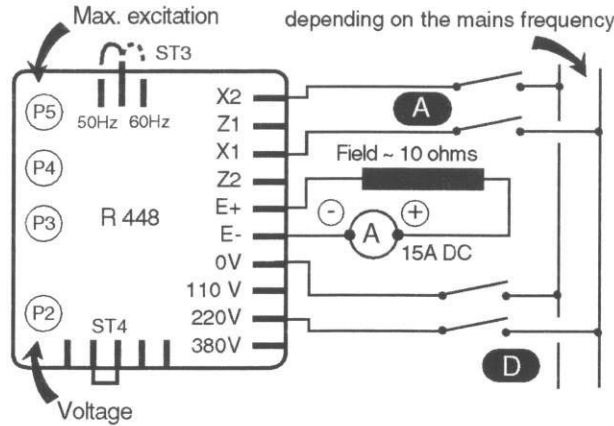 Max. excitation
depending on the mains frequency
ST3
50Hz 60Hz
P5
P4
P3
P2
R 448
ST4
X2
Z1
X1
Z2
E+
E-
0V
110 V
220V
380V
A
Field ~ 10 ohms
- A +
15A DC
D
Voltage